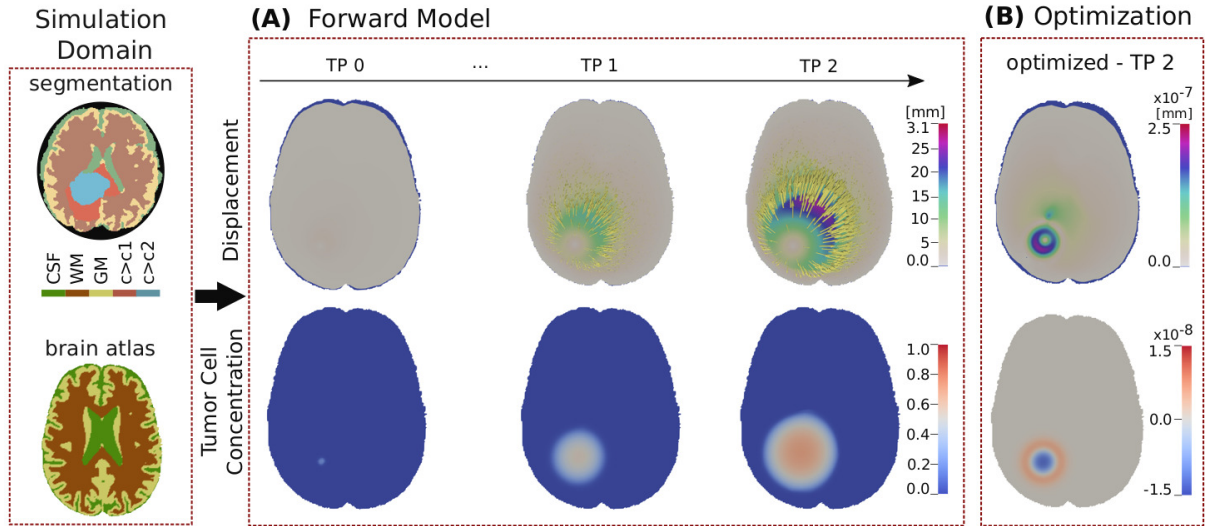 Simulation
Domain
segmentation
CSF
WM
GM
c>c1
c>c2
brain atlas
(A) Forward Model
TP 0 ... TP 1 TP 2
Displacement
[mm]
3.1
25
20
15
10
5
0.0
Tumor Cell
Concentration
1.0
0.8
0.6
0.4
0.2
0.0
(B) Optimization
optimized - TP 2
x10-7
[mm]
2.5
0.0
x10-8
1.5
0.0
-1.5